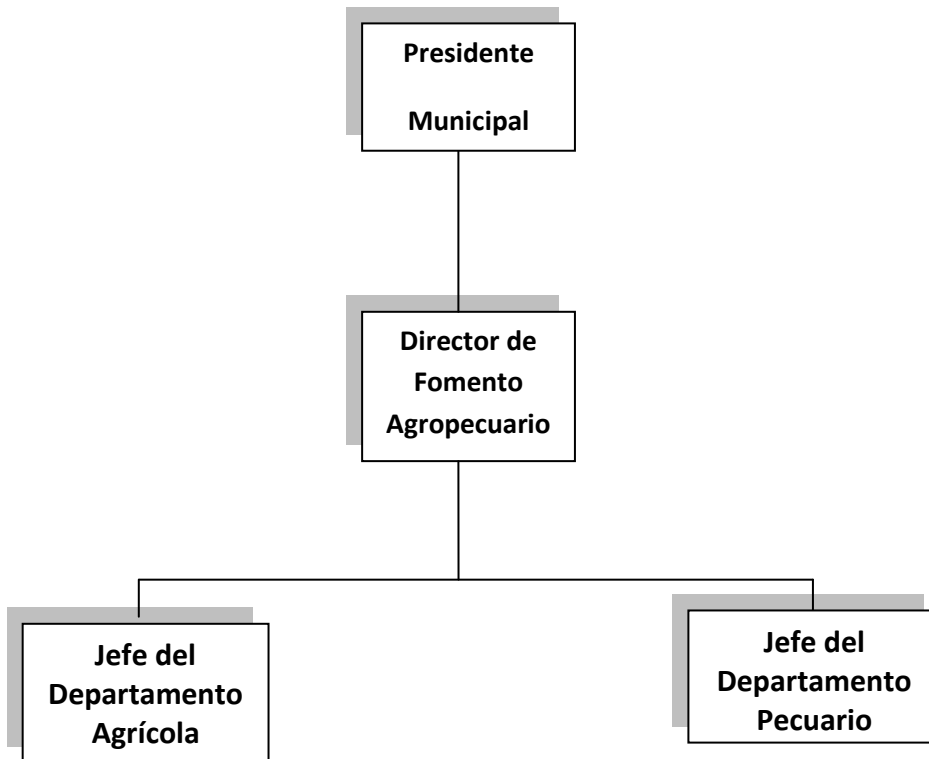 Presidente
Municipal
Director de
Fomento
Agropecuario
Jefe del
Departamento
Agrícola
Jefe del
Departamento
Pecuario